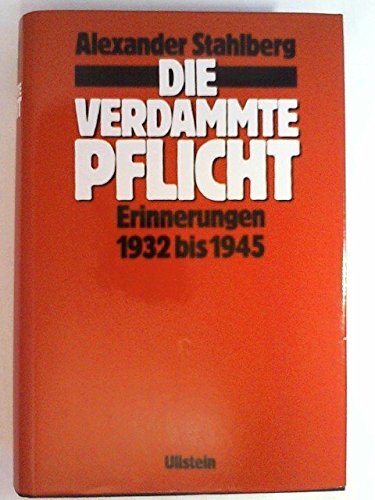 Alexander Stahlberg
DIE
VERDAMMTE
PFLICHT
Erinnerungen
1932 bis 1945
Ullstein